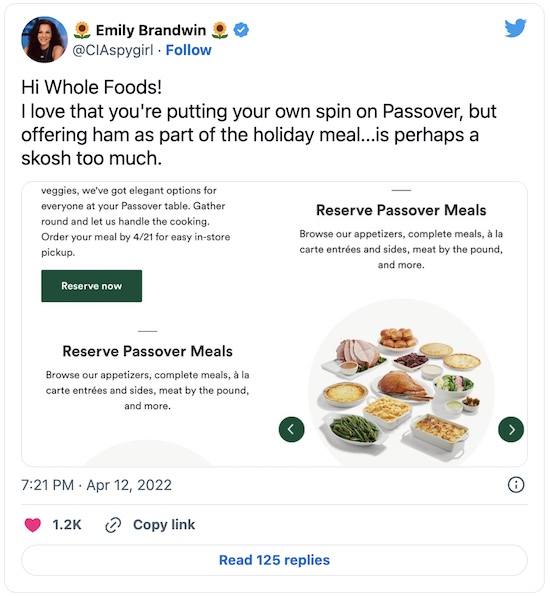 🌻 Emily Brandwin 🌻
@CIAspygirl · Follow
Hi Whole Foods!
I love that you're putting your own spin on Passover, but
offering ham as part of the holiday meal...is perhaps a
skosh too much.
veggies, we've got elegant options for
everyone at your Passover table. Gather
round and let us handle the cooking.
Order your meal by 4/21 for easy in-store
pickup.
Reserve now
Reserve Passover Meals
Browse our appetizers, complete meals, à la
carte entrées and sides, meat by the pound,
and more.
Reserve Passover Meals
Browse our appetizers, complete meals, à la
carte entrées and sides, meat by the pound,
and more.
7:21 PM · Apr 12, 2022
1.2K Copy link
Read 125 replies